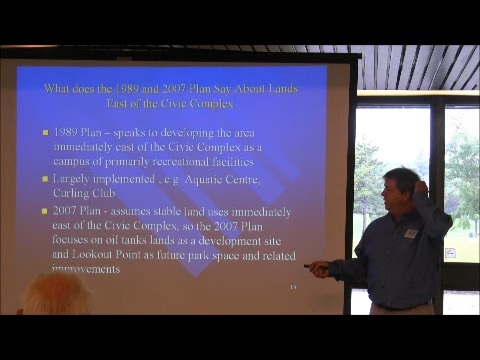 What does the 1989 and 2007 Plan Say About Lands
East of the Civic Complex
1989 Plan – speaks to developing the area
immediately east of the Civic Complex as a
campus of primarily recreational facilities
Largely implemented , e.g. Aquatic Centre,
Curling Club
2007 Plan - assumes stable land uses immediately
east of the Civic Complex, so the 2007 Plan
focuses on oil tanks lands as a development site
and Lookout Point as future park space and related
improvements